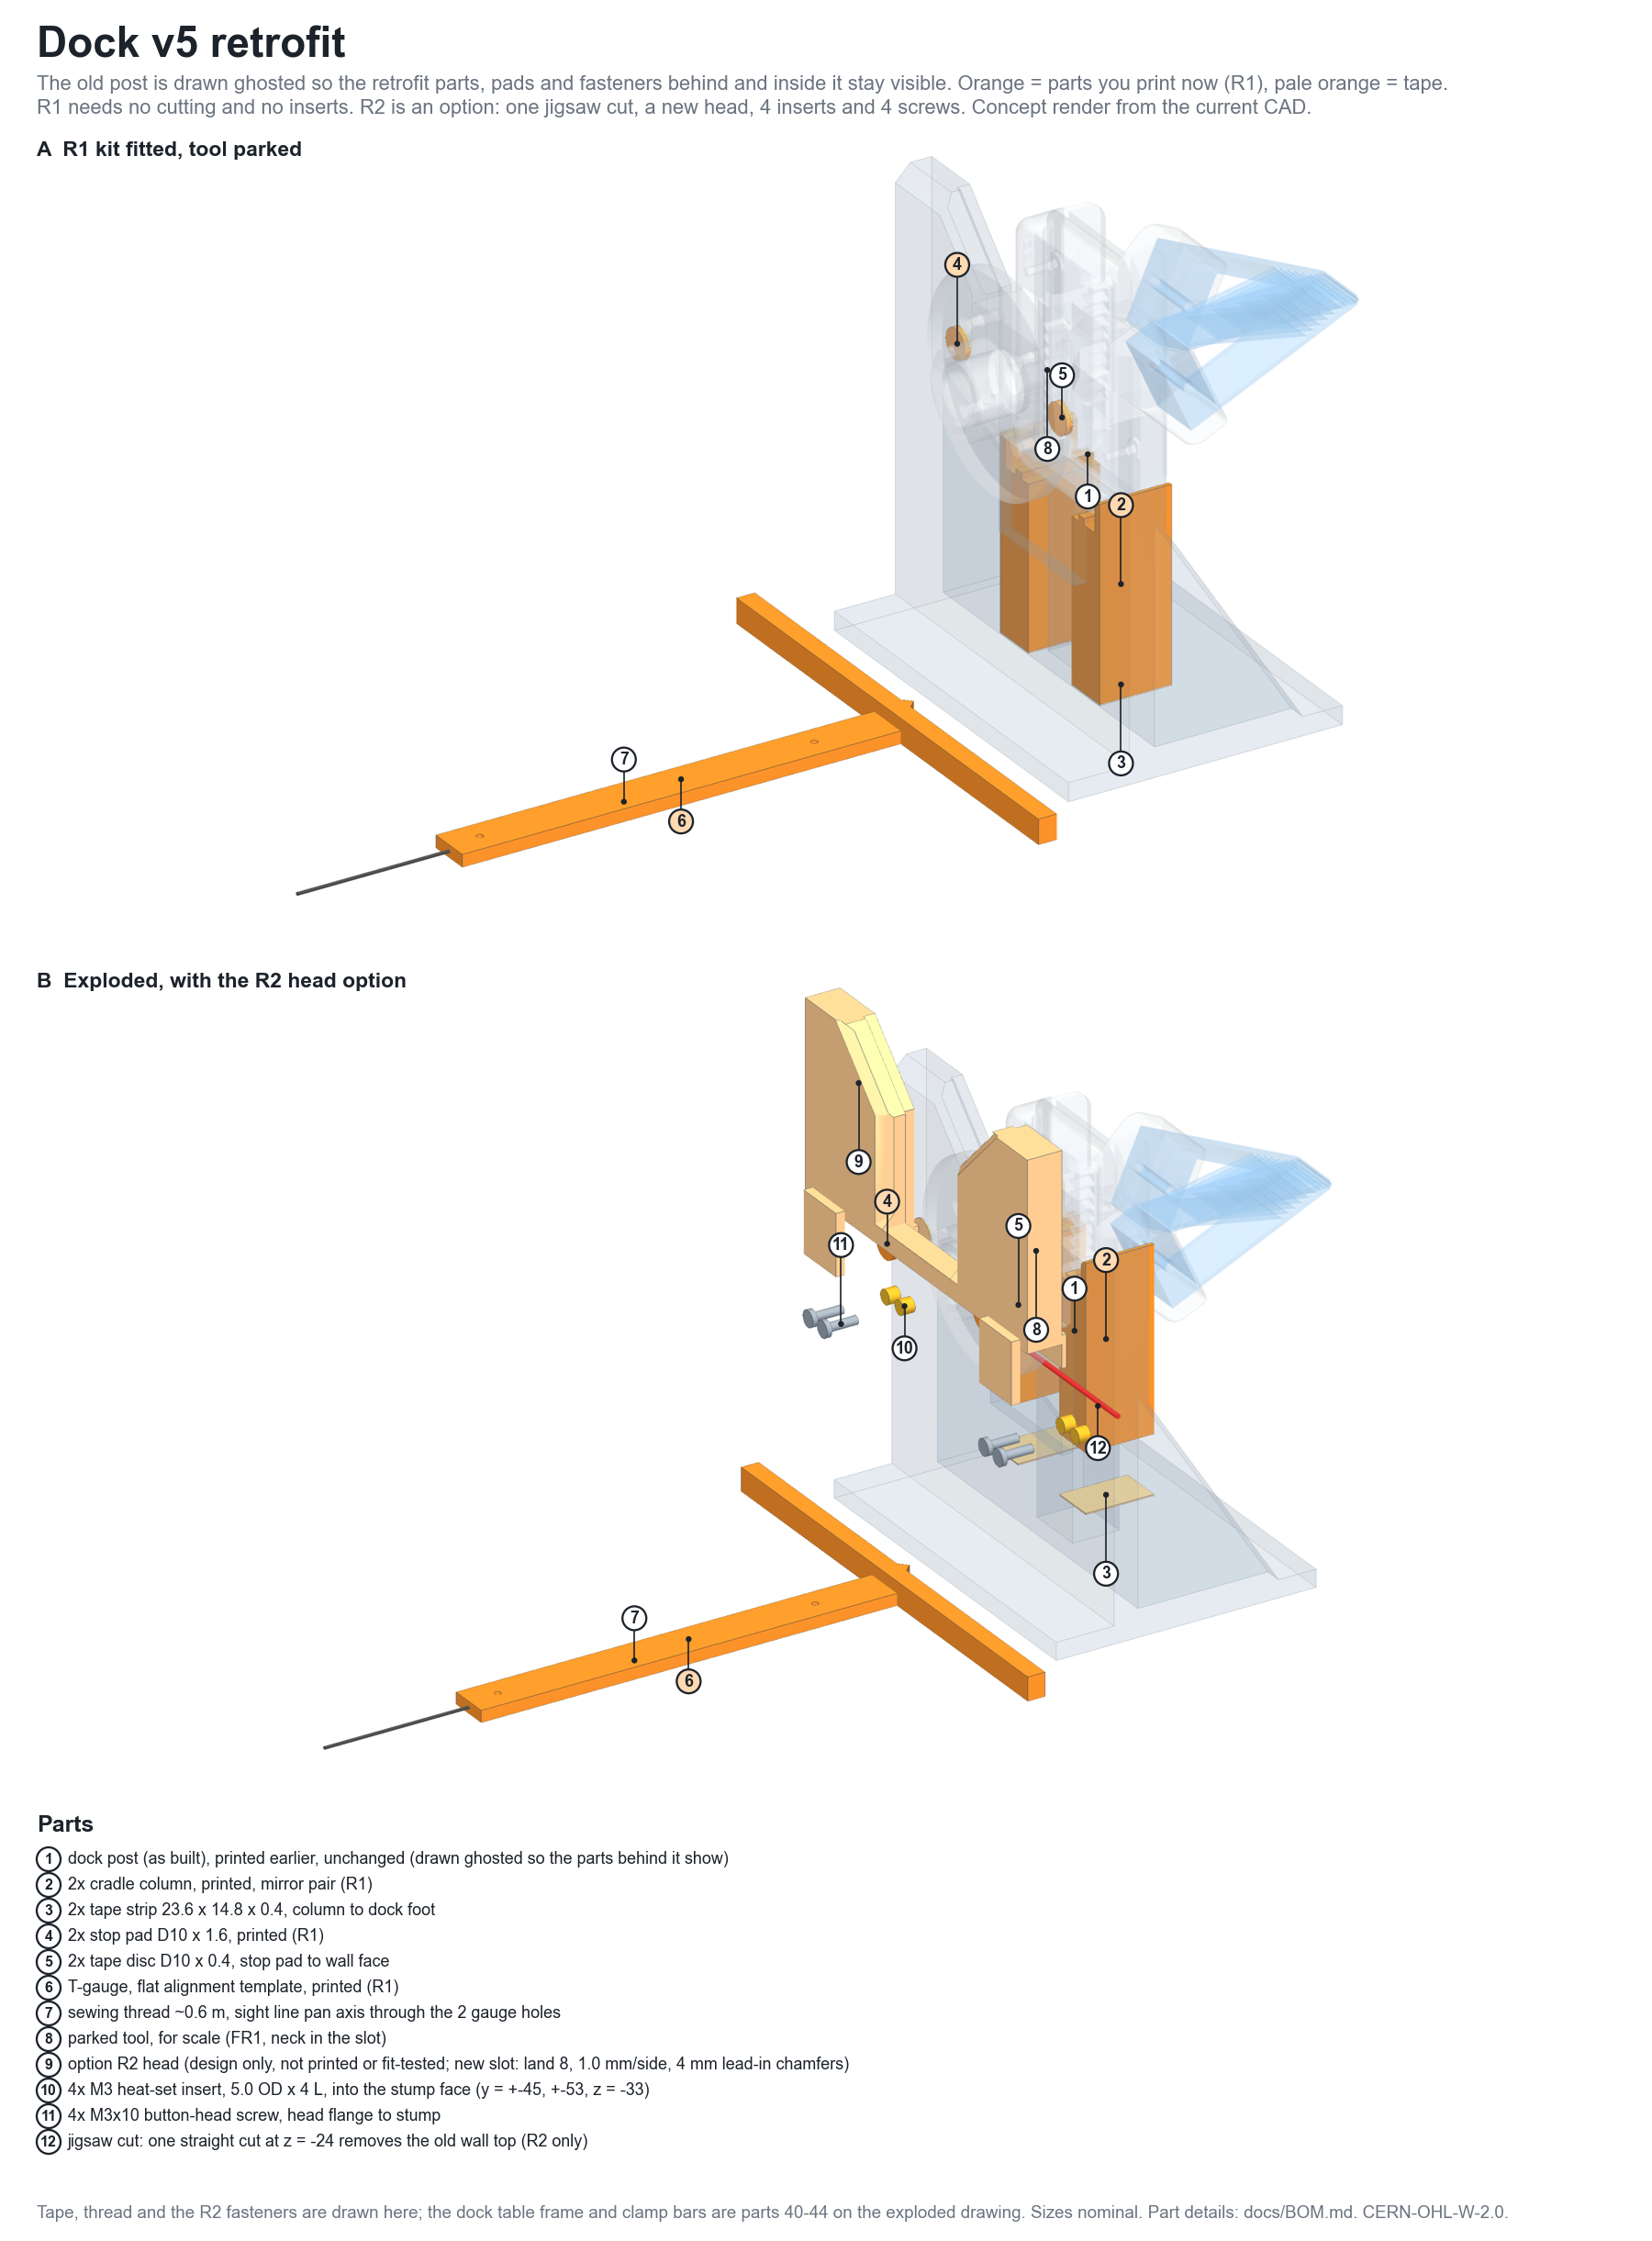 Dock v5 retrofit
The old post is drawn ghosted so the retrofit parts, pads and fasteners behind and inside it stay visible. Orange = parts you print now (R1), pale orange = tape.
R1 needs no cutting and no inserts. R2 is an option: one jigsaw cut, a new head, 4 inserts and 4 screws. Concept render from the current CAD.
A R1 kit fitted, tool parked
4
5
8
1
2
7
6
3
B Exploded, with the R2 head option
9
4
11
5
2
1
8
10
12
3
7
6
Parts
1 dock post (as built), printed earlier, unchanged (drawn ghosted so the parts behind it show)
2 2x cradle column, printed, mirror pair (R1)
3 2x tape strip 23.6 x 14.8 x 0.4, column to dock foot
4 2x stop pad D10 x 1.6, printed (R1)
5 2x tape disc D10 x 0.4, stop pad to wall face
6 T-gauge, flat alignment template, printed (R1)
7 sewing thread ~0.6 m, sight line pan axis through the 2 gauge holes
8 parked tool, for scale (FR1, neck in the slot)
9 option R2 head (design only, not printed or fit-tested; new slot: land 8, 1.0 mm/side, 4 mm lead-in chamfers)
10 4x M3 heat-set insert, 5.0 OD x 4 L, into the stump face (y = +-45, +-53, z = -33)
11 4x M3x10 button-head screw, head flange to stump
12 jigsaw cut: one straight cut at z = -24 removes the old wall top (R2 only)
Tape, thread and the R2 fasteners are drawn here; the dock table frame and clamp bars are parts 40-44 on the exploded drawing. Sizes nominal. Part details: docs/BOM.md. CERN-OHL-W-2.0.